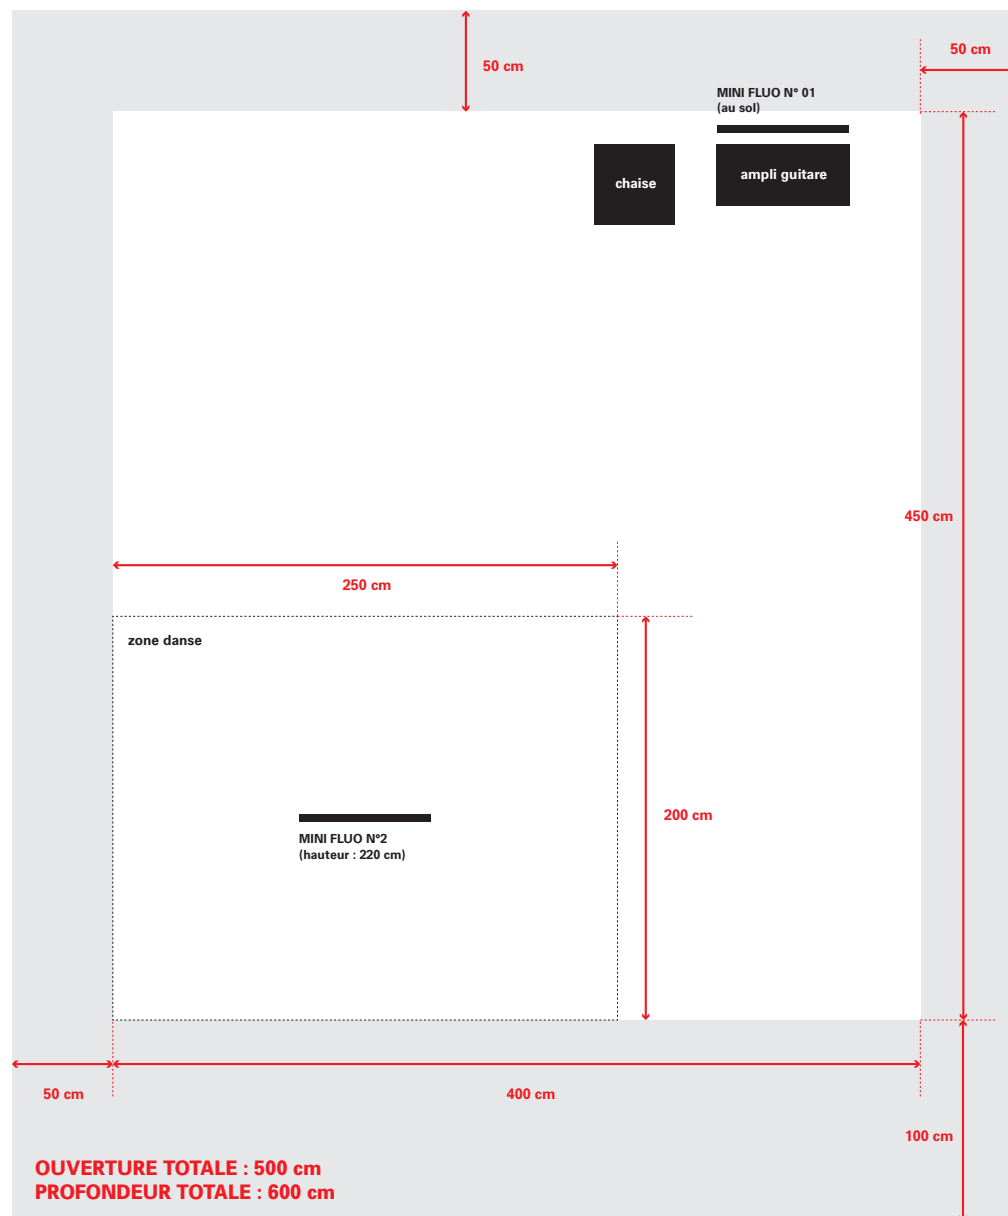 50 cm
50 cm
MINI FLUO N° 01
(au sol)
chaise
ampli guitare
450 cm
250 cm
zone danse
200 cm
MINI FLUO N°2
(hauteur : 220 cm)
50 cm
400 cm
100 cm
OUVERTURE TOTALE : 500 cm
PROFONDEUR TOTALE : 600 cm